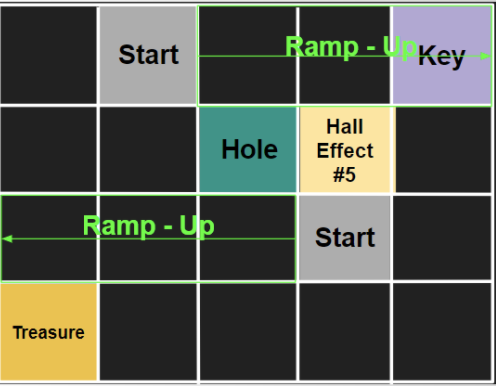 Start
Ramp - Up
Key
Hole
Hall
Effect
#5
Ramp - Up
Start
Treasure